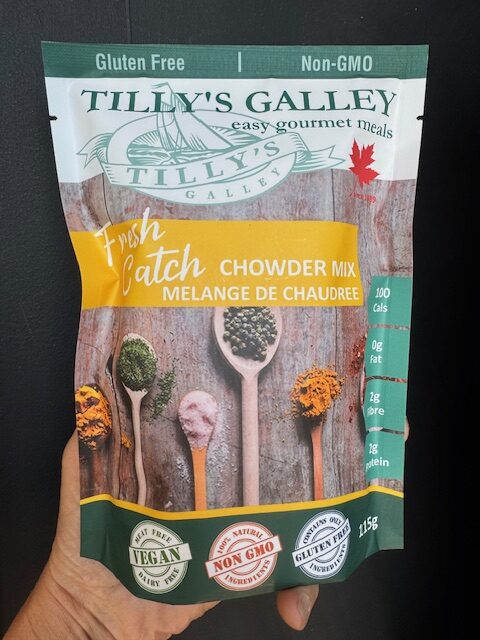 Gluten Free | Non-GMO
TILLY'S GALLEY
easy gourmet meals
TILLY'S
GALLEY
Fresh
Catch CHOWDER MIX
MELANGE DE CHAUDREE
100
Cals
0g
Fat
2g
Fibre
2g
Protein
MEAT FREE
VEGAN
DAIRY FREE
100% NATURAL
NON GMO
INGREDIENTS
CONTAINS ONLY
GLUTEN FREE
INGREDIENTS
115g